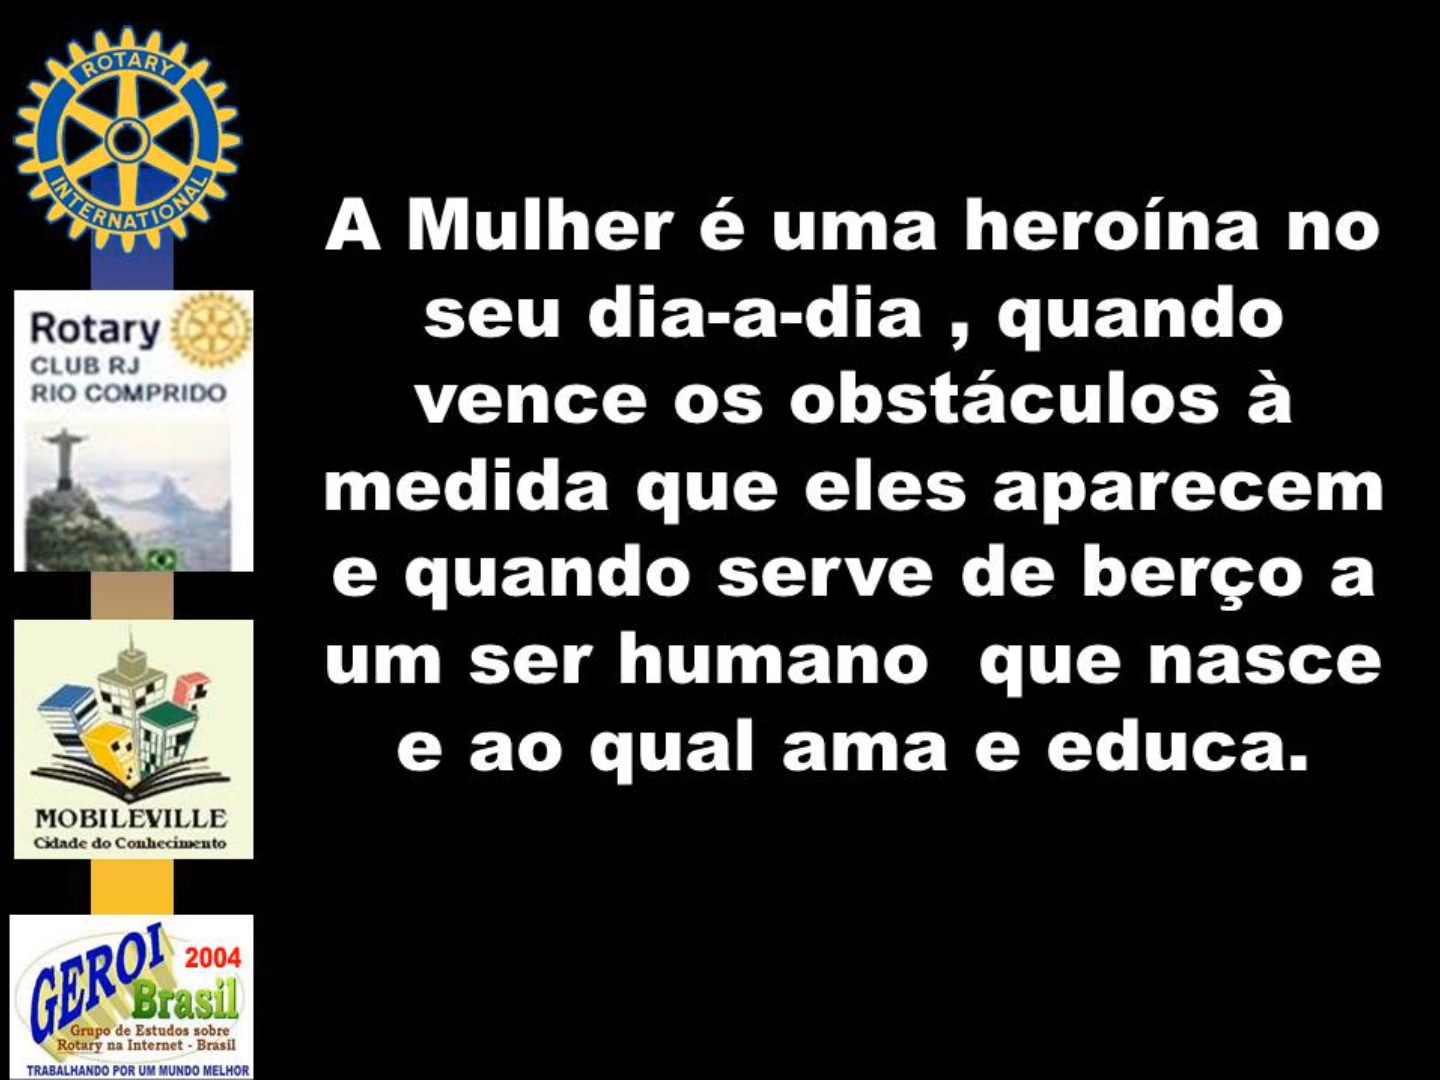 ROTARY
INTERNATIONAL
Rotary
CLUB RJ
RIO COMPRIDO
MOBILEVILLE
Cidade do Conhecimento
GEROI
2004
Brasil
Grupo de Estudos sobre
Rotary na Internet - Brasil
TRABALHANDO POR UM MUNDO MELHOR
A Mulher é uma heroína no
seu dia-a-dia , quando
vence os obstáculos à
medida que eles aparecem
e quando serve de berço a
um ser humano  que nasce
e ao qual ama e educa.